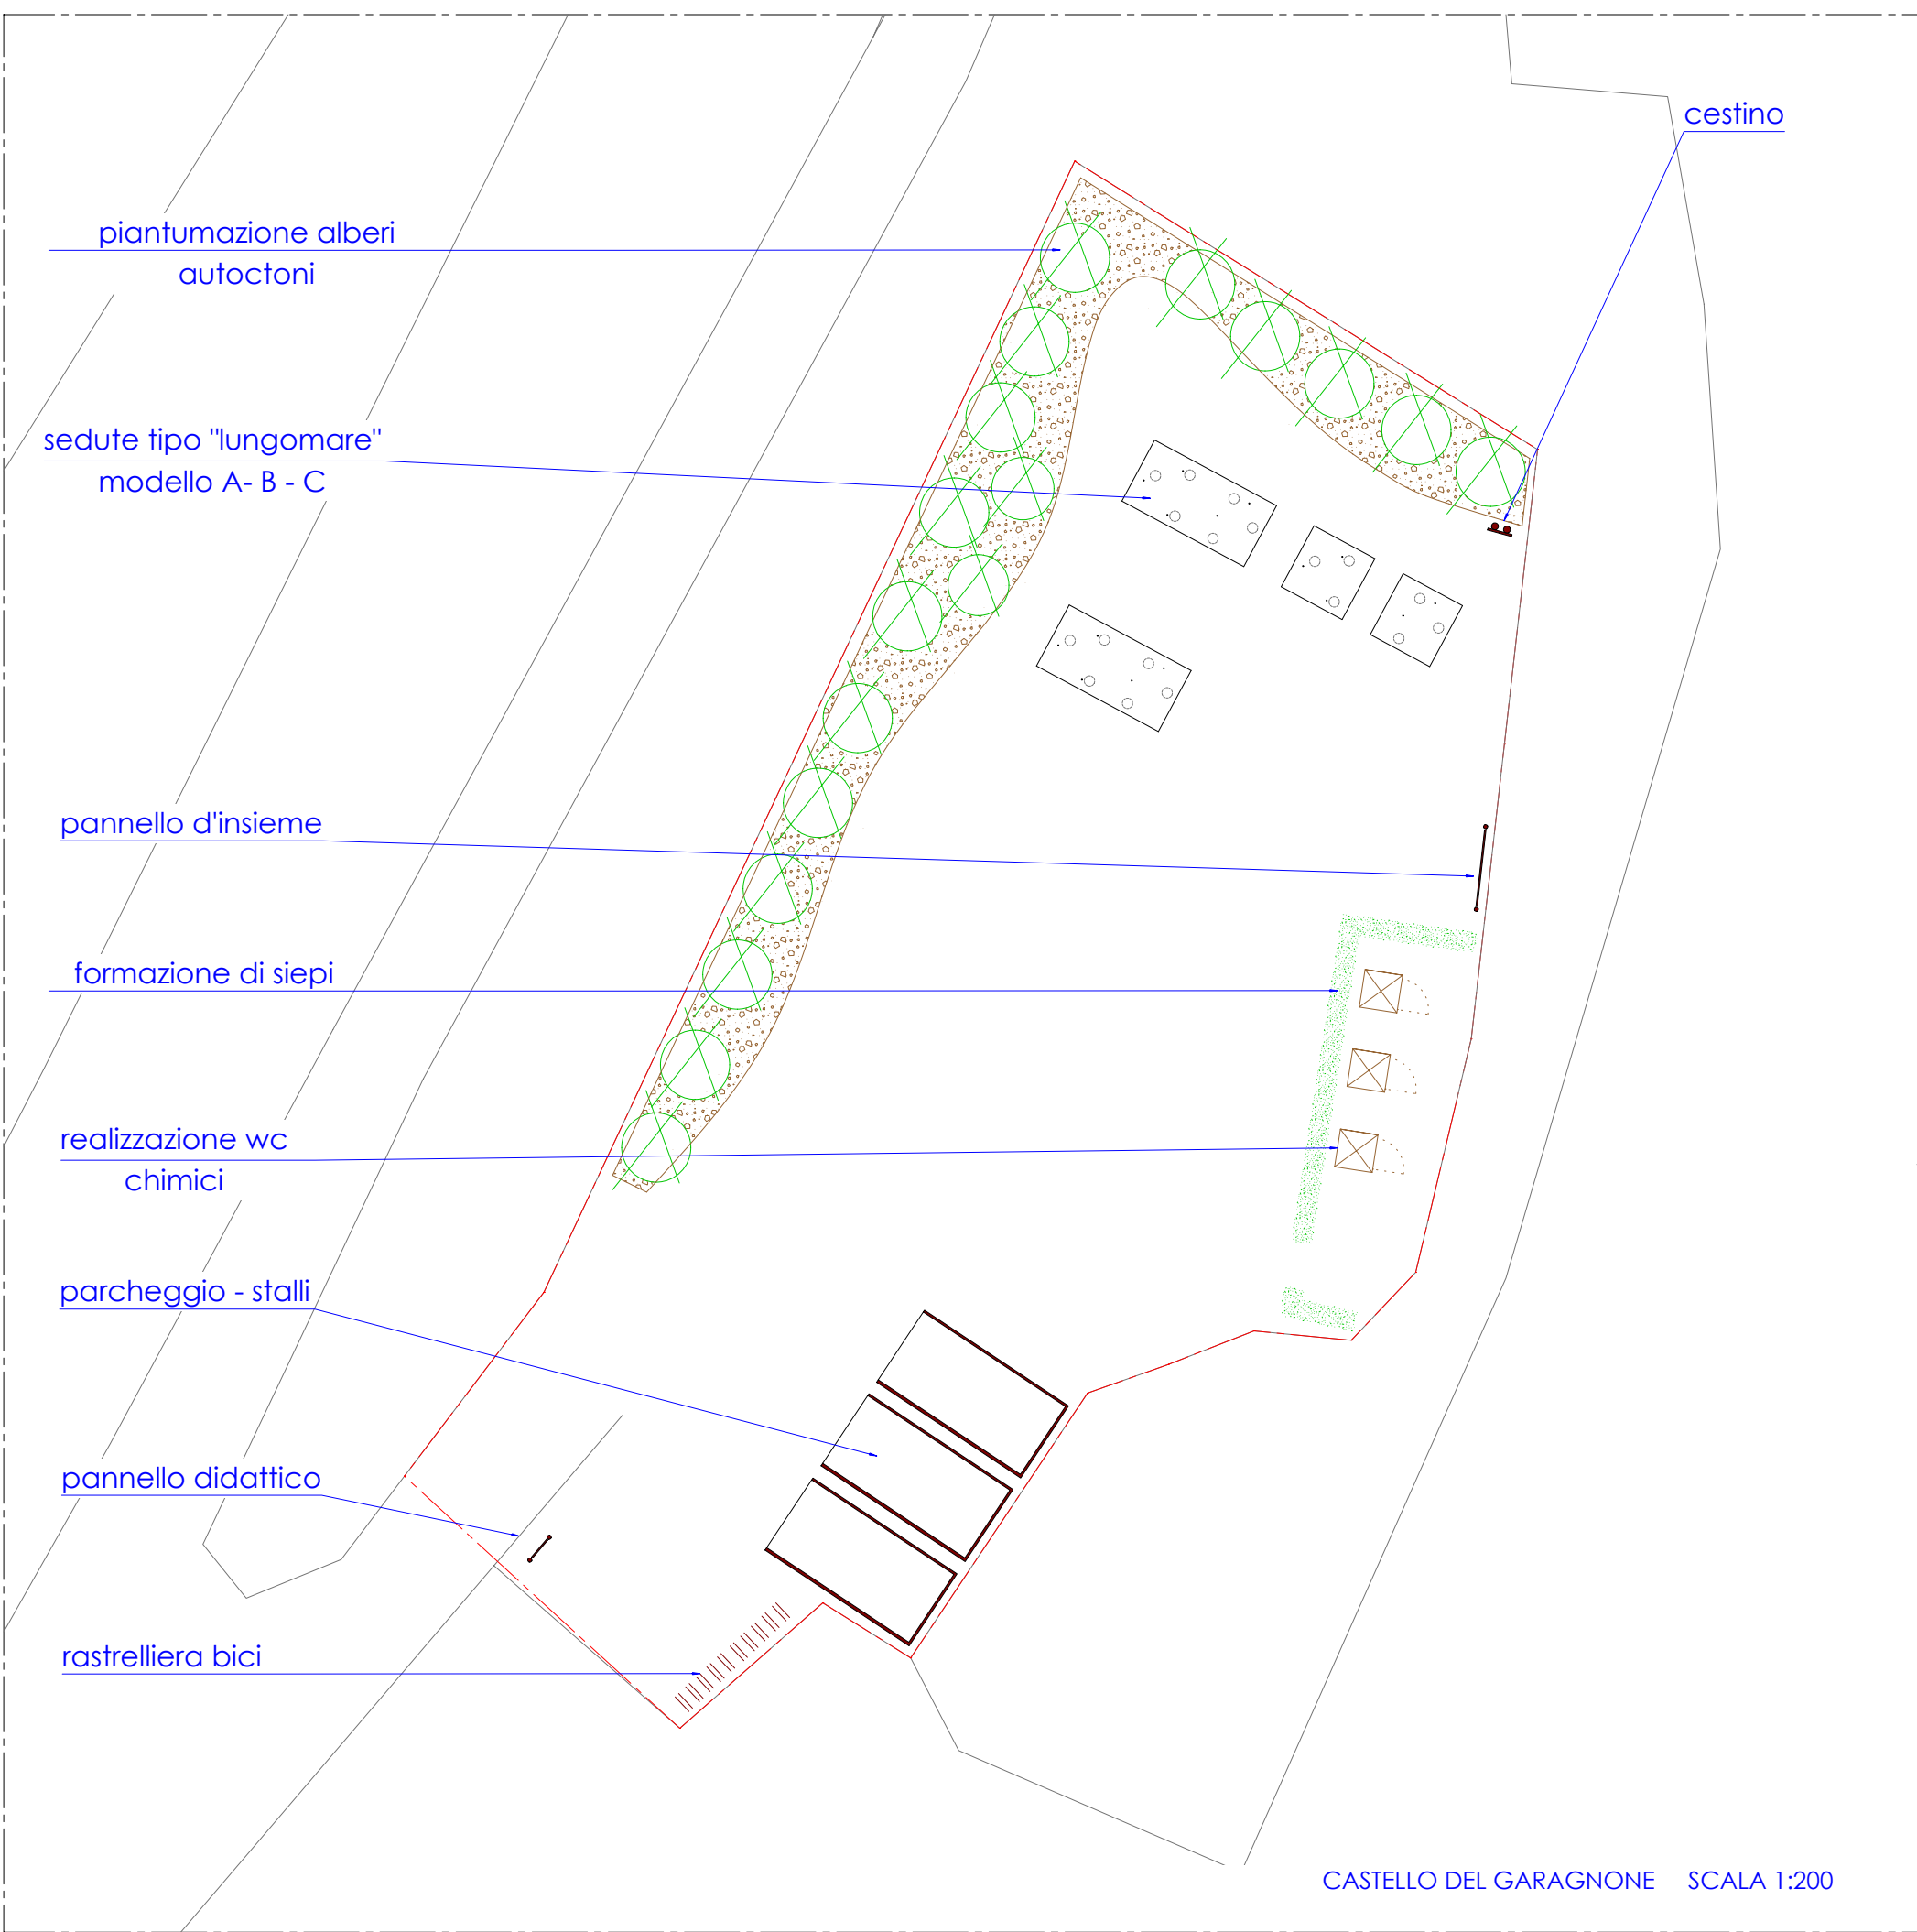 cestino
piantumazione alberi
autoctoni
sedute tipo "lungomare"
modello A- B - C
pannello d'insieme
formazione di siepi
realizzazione wc
chimici
parcheggio - stalli
pannello didattico
rastrelliera bici
CASTELLO DEL GARAGNONE SCALA 1:200